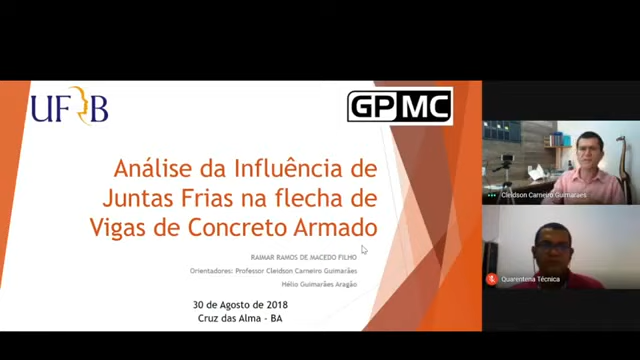 UFRB
GPMC
Análise da Influência de
Juntas Frias na flecha de
Vigas de Concreto Armado
RAIMAR RAMOS DE MACEDO FILHO
Orientadores: Professor Cleidson Carneiro Guimarães
Hélio Guimarães Aragão
30 de Agosto de 2018
Cruz das Alma - BA
Cleidson Carneiro Guimaraes
Quarentena Técnica